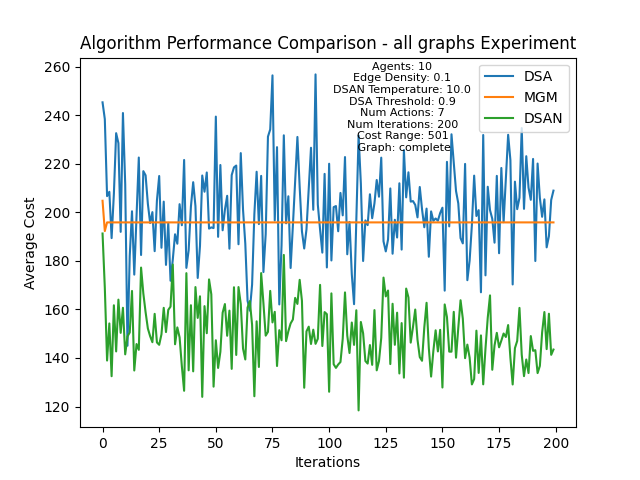 Algorithm Performance Comparison - all graphs Experiment
Agents: 10
Edge Density: 0.1
DSAN Temperature: 10.0
DSA Threshold: 0.9
Num Actions: 7
Num Iterations: 200
Cost Range: 501
Graph: complete
DSA
MGM
DSAN
Average Cost
260
240
220
200
180
160
140
120
0
25
50
75
100
125
150
175
200
Iterations